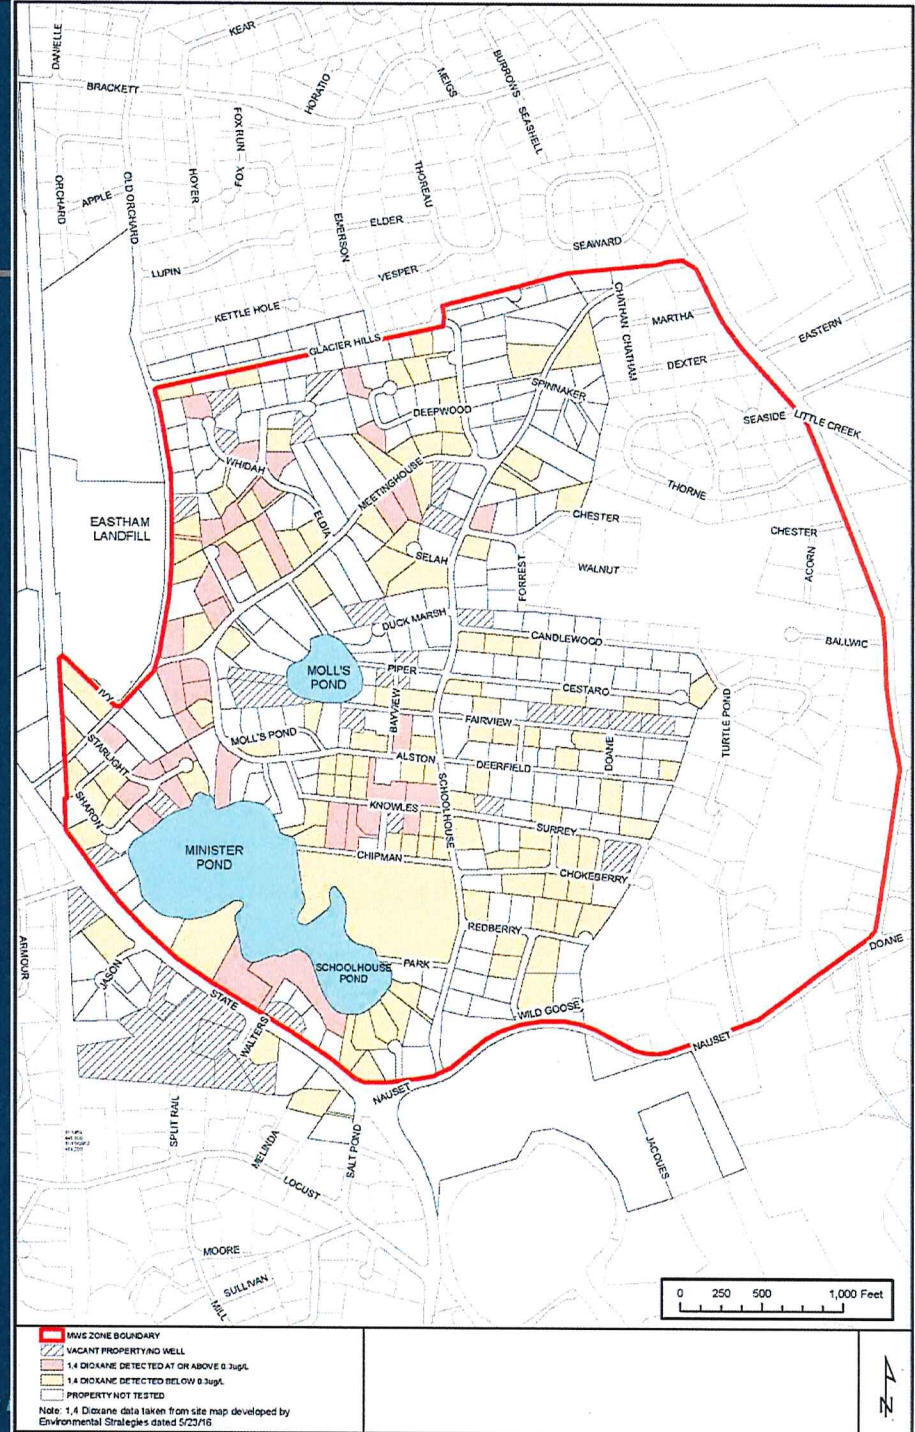 DANIELLE
KEAR
BRACKETT
HORATIO
MEIGS
BURROWS
SEASHELL
FOX RUN
FOX
ORCHARD
APPLE
OLD ORCHARD
HOYER
THOREAU
EMERSON
ELDER
SEAWARD
LUPIN
VESPER
KETTLE HOLE
GLACIER HILLS
CHATHAN
CHATHAM
MARTHA
EASTERN
DEXTER
SPINNAKER
DEEPWOOD
SEASIDE
LITTLE CREEK
WHIDAH
MEETINGHOUSE
THORNE
EASTHAM
LANDFILL
ELDIA
CHESTER
CHESTER
SELAH
FORREST
WALNUT
ACORN
DUCK MARSH
CANDLEWOOD
BALLWIC
MOLL'S
POND
PIPER
CESTARO
IVY
BAYVIEW
FAIRVIEW
TURTLE POND
MOLL'S POND
STARLIGHT
ALSTON
DEERFIELD
DOANE
SHARON
KNOWLES
SCHOOLHOUSE
SURREY
MINISTER
POND
CHIPMAN
CHOKEBERRY
REDBERRY
ARMOUR
JASON
SCHOOLHOUSE
POND
PARK
DOANE
STATE
WALTERS
WILD GOOSE
NAUSET
NAUSET
SPLIT RAIL
MELINDA
SALT POND
JACQUES
LOCUST
MOORE
SULLIVAN
MILL
0 250 500 1,000 Feet
MWS ZONE BOUNDARY
VACANT PROPERTY/NO WELL
1,4 DIOXANE DETECTED AT OR ABOVE 0.3ug/L
1,4 DIOXANE DETECTED BELOW 0.3ug/L
PROPERTY NOT TESTED
Note: 1,4 Dioxane data taken from site map developed by
Environmental Strategies dated 5/23/16
N